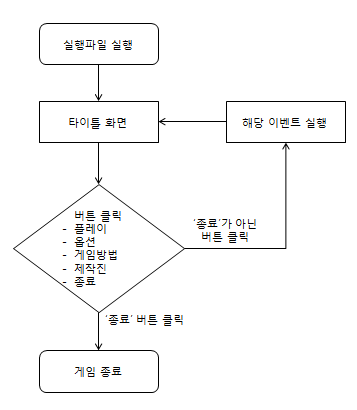 실행파일 실행
타이틀 화면
해당 이벤트 실행
버튼 클릭
- 플레이
- 옵션
- 게임방법
- 제작진
- 종료
‘종료’가 아닌
버튼 클릭
‘종료’ 버튼 클릭
게임 종료